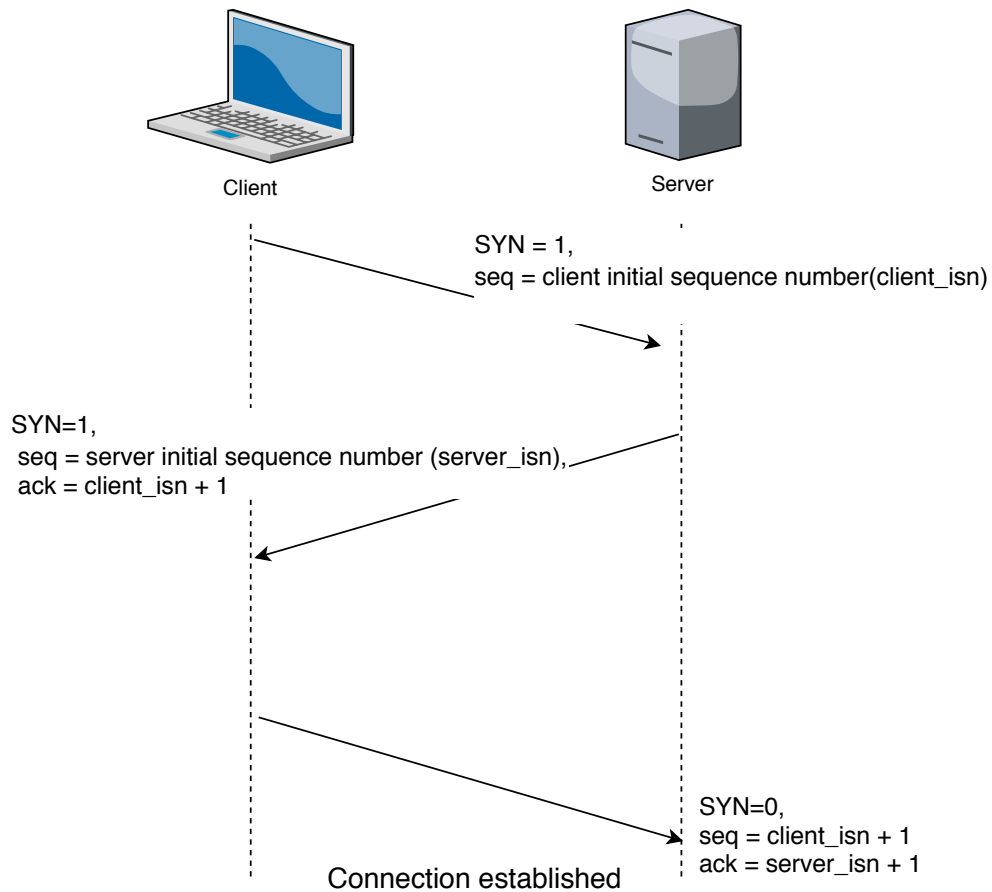 Client
Server
SYN = 1,
seq = client initial sequence number(client_isn)
SYN=1,
seq = server initial sequence number (server_isn),
ack = client_isn + 1
SYN=0,
seq = client_isn + 1
ack = server_isn + 1
Connection established